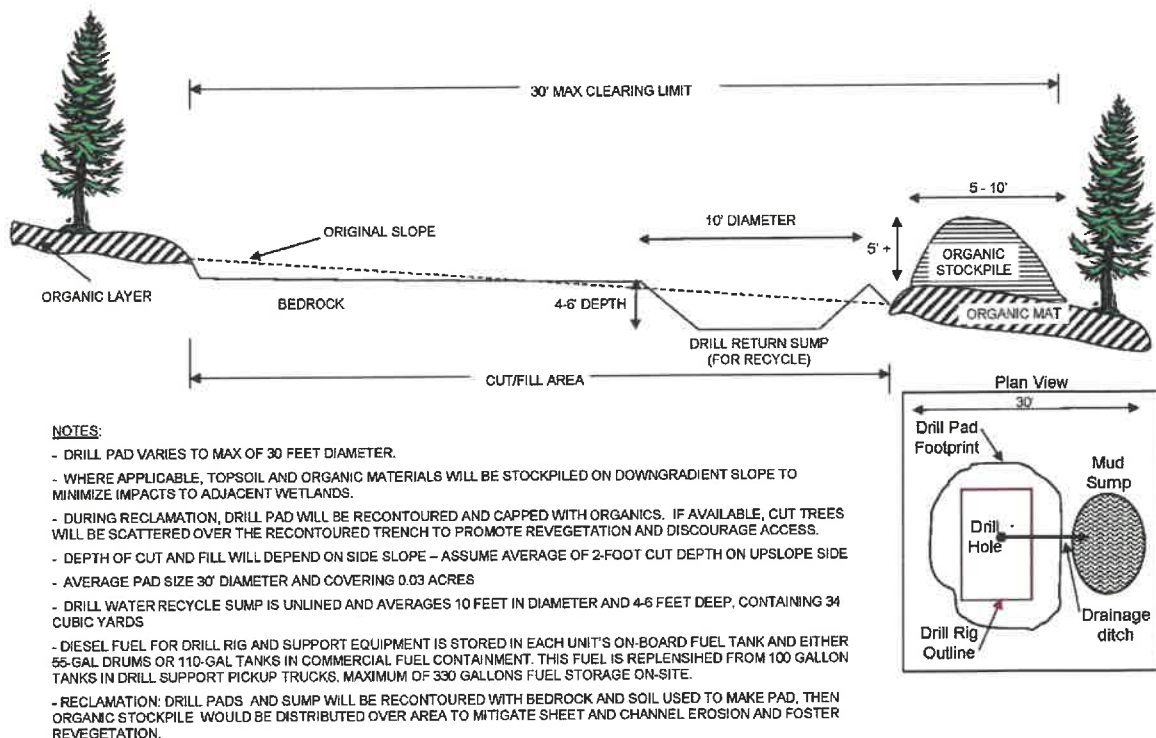 30' MAX CLEARING LIMIT
5 - 10'
10' DIAMETER
ORIGINAL SLOPE
5' +
ORGANIC
STOCKPILE
ORGANIC LAYER
BEDROCK
4-6' DEPTH
ORGANIC MAT
DRILL RETURN SUMP
(FOR RECYCLE)
CUT/FILL AREA
NOTES:
- DRILL PAD VARIES TO MAX OF 30 FEET DIAMETER.
- WHERE APPLICABLE, TOPSOIL AND ORGANIC MATERIALS WILL BE STOCKPILED ON DOWNGRADIENT SLOPE TO
MINIMIZE IMPACTS TO ADJACENT WETLANDS.
- DURING RECLAMATION, DRILL PAD WILL BE RECONTOURED AND CAPPED WITH ORGANICS. IF AVAILABLE, CUT TREES
WILL BE SCATTERED OVER THE RECONTOURED TRENCH TO PROMOTE REVEGETATION AND DISCOURAGE ACCESS.
- DEPTH OF CUT AND FILL WILL DEPEND ON SIDE SLOPE – ASSUME AVERAGE OF 2-FOOT CUT DEPTH ON UPSLOPE SIDE
- AVERAGE PAD SIZE 30' DIAMETER AND COVERING 0.03 ACRES
- DRILL WATER RECYCLE SUMP IS UNLINED AND AVERAGES 10 FEET IN DIAMETER AND 4-6 FEET DEEP, CONTAINING 34
CUBIC YARDS
- DIESEL FUEL FOR DRILL RIG AND SUPPORT EQUIPMENT IS STORED IN EACH UNIT'S ON-BOARD FUEL TANK AND EITHER
55-GAL DRUMS OR 110-GAL TANKS IN COMMERCIAL FUEL CONTAINMENT. THIS FUEL IS REPLENSIHED FROM 100 GALLON
TANKS IN DRILL SUPPORT PICKUP TRUCKS. MAXIMUM OF 330 GALLONS FUEL STORAGE ON-SITE.
- RECLAMATION: DRILL PADS AND SUMP WILL BE RECONTOURED WITH BEDROCK AND SOIL USED TO MAKE PAD, THEN
ORGANIC STOCKPILE WOULD BE DISTRIBUTED OVER AREA TO MITIGATE SHEET AND CHANNEL EROSION AND FOSTER
REVEGETATION.
Plan View
30'
Drill Pad
Footprint
Mud
Sump
Drill
Hole
Drill Rig
Outline
Drainage
ditch